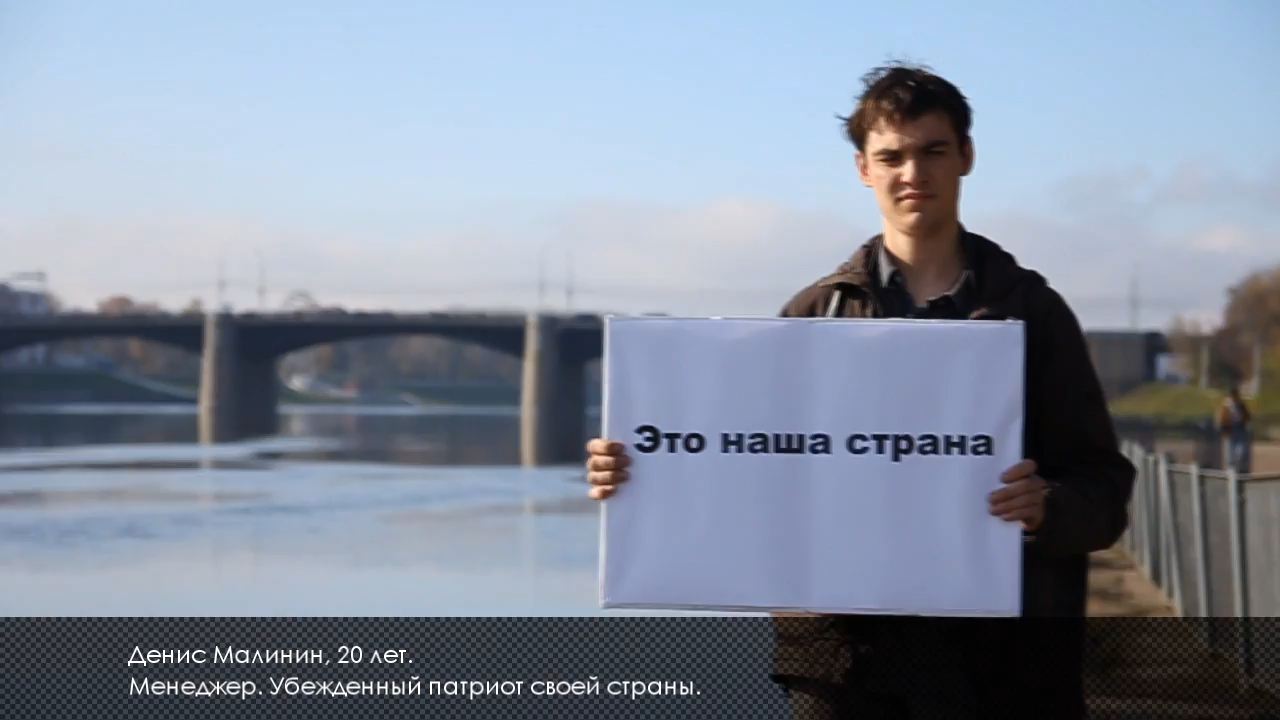 Это наша страна
Денис Малинин, 20 лет.
Менеджер. Убежденный патриот своей страны.